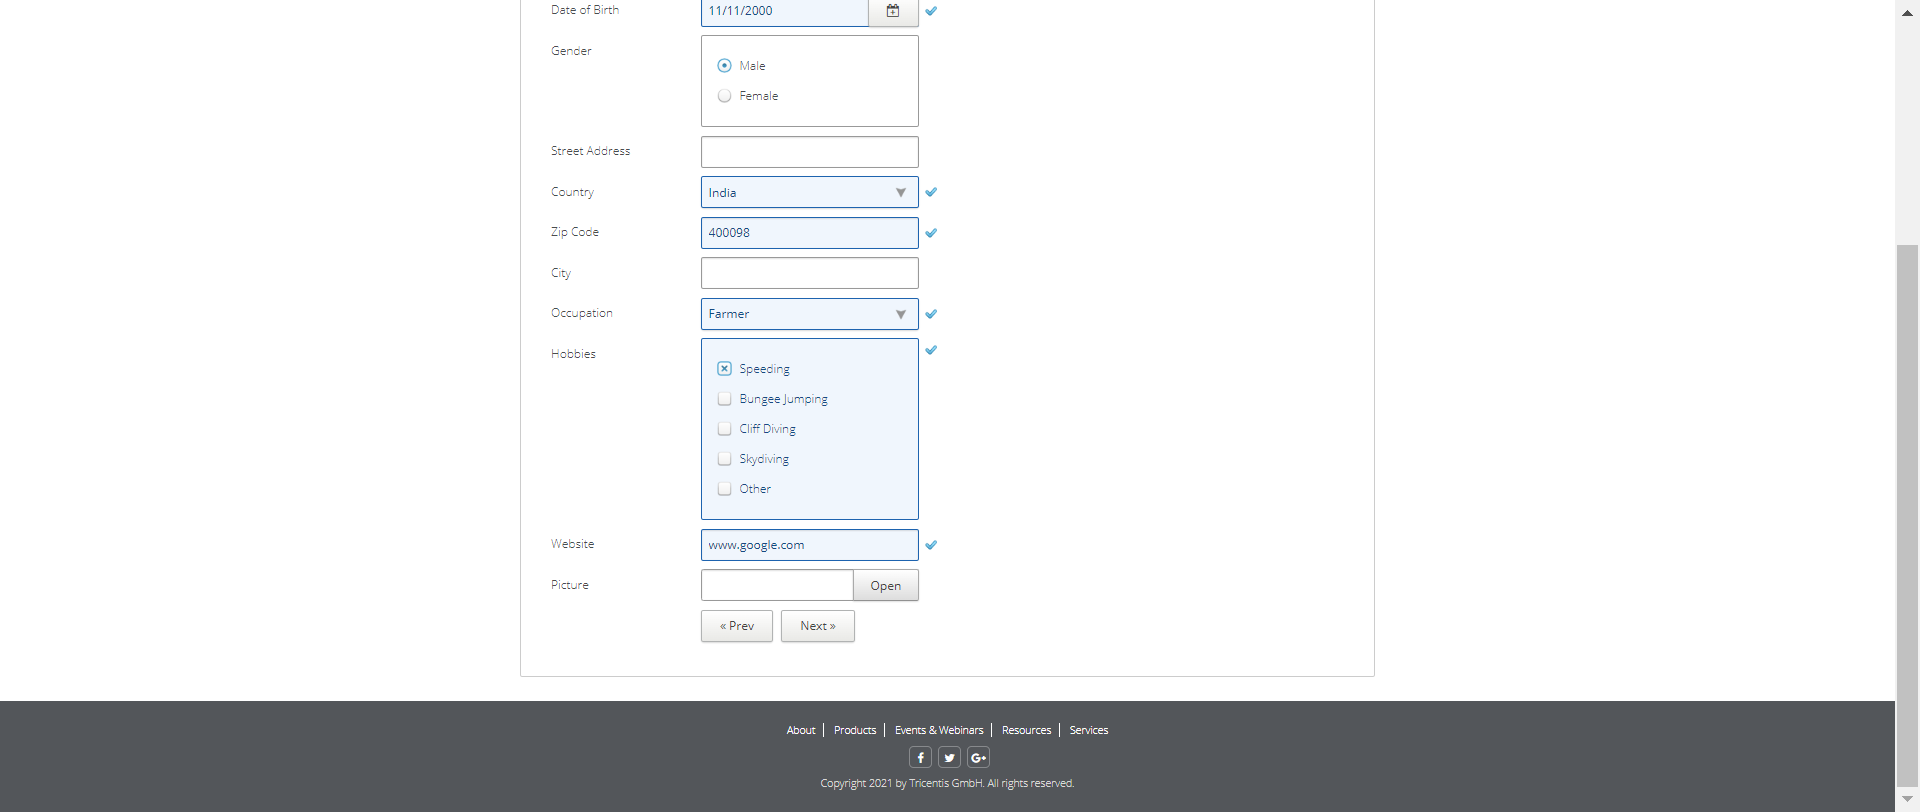 Date of Birth 11/11/2000
Gender
Male
Female
Street Address
Country India
Zip Code 400098
City
Occupation Farmer
Hobbies
Speeding
Bungee Jumping
Cliff Diving
Skydiving
Other
Website www.google.com
Picture Open
« Prev Next »
About Products Events & Webinars Resources Services
Copyright 2021 by Tricentis GmbH. All rights reserved.